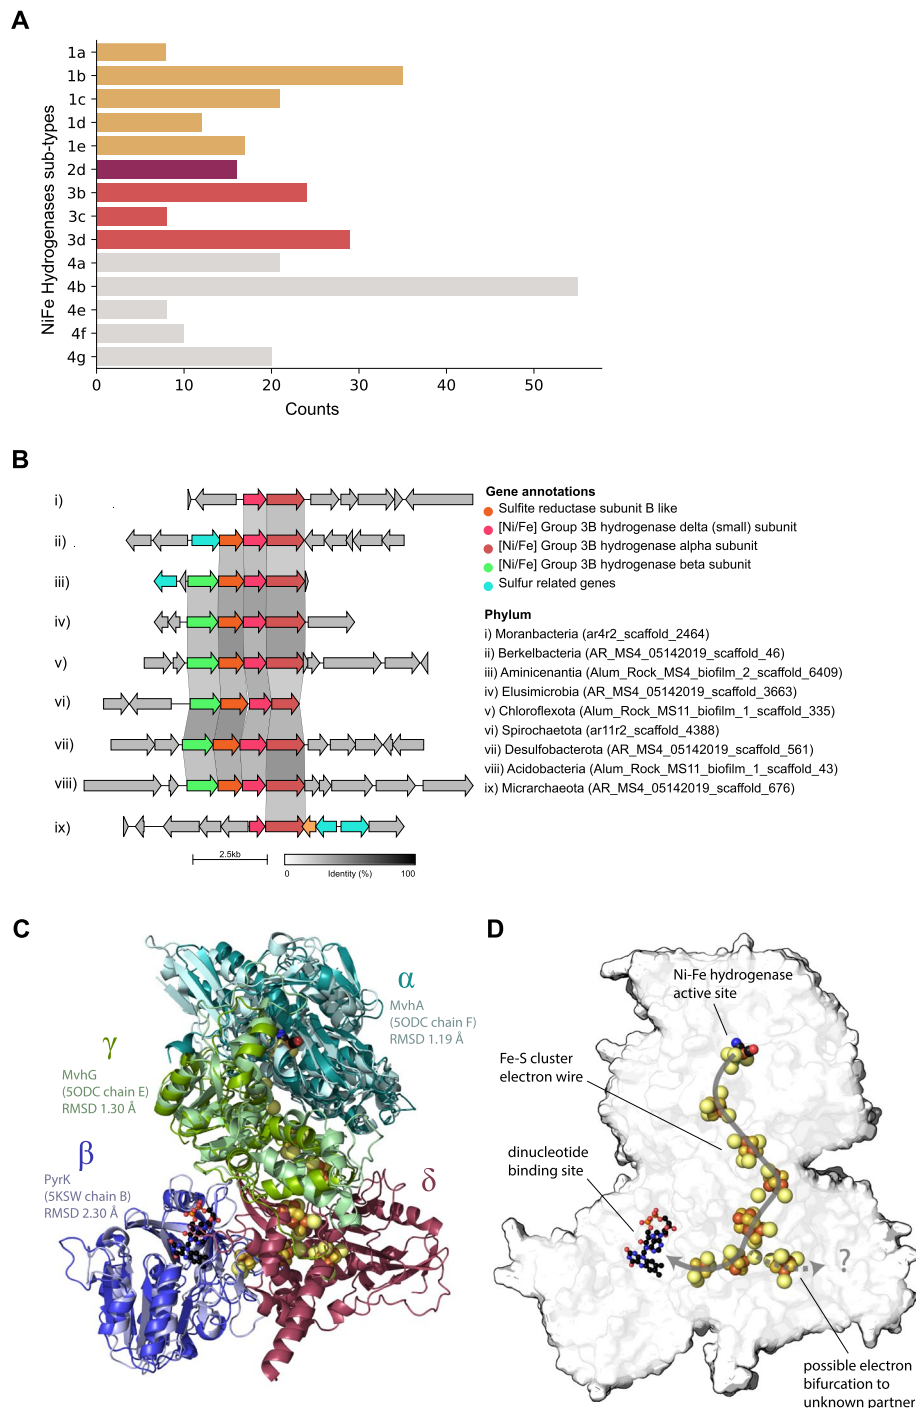 A
NiFe Hydrogenases sub-types
1a
1b
1c
1d
1e
2d
3b
3c
3d
4a
4b
4e
4f
4g
0 10 20 30 40 50
Counts
B
i)
ii)
iii)
iv)
v)
vi)
vii)
viii)
ix)
2.5kb
0 Identity (%) 100
Gene annotations
Sulfite reductase subunit B like
[Ni/Fe] Group 3B hydrogenase delta (small) subunit
[Ni/Fe] Group 3B hydrogenase alpha subunit
[Ni/Fe] Group 3B hydrogenase beta subunit
Sulfur related genes
Phylum
i) Moranbacteria (ar4r2_scaffold_2464)
ii) Berkelbacteria (AR_MS4_05142019_scaffold_46)
iii) Aminicenantia (Alum_Rock_MS4_biofilm_2_scaffold_6409)
iv) Elusimicrobia (AR_MS4_05142019_scaffold_3663)
v) Chloroflexota (Alum_Rock_MS11_biofilm_1_scaffold_335)
vi) Spirochaetota (ar11r2_scaffold_4388)
vii) Desulfobacterota (AR_MS4_05142019_scaffold_561)
viii) Acidobacteria (Alum_Rock_MS11_biofilm_1_scaffold_43)
ix) Micrarchaeota (AR_MS4_05142019_scaffold_676)
C
α
MvhA
(5ODC chain F)
RMSD 1.19 Å
γ
MvhG
(5ODC chain E)
RMSD 1.30 Å
β
PyrK
(5KSW chain B)
RMSD 2.30 Å
δ
D
Ni-Fe hydrogenase
active site
Fe-S cluster
electron wire
dinucleotide
binding site
?
possible electron
bifurcation to
unknown partner